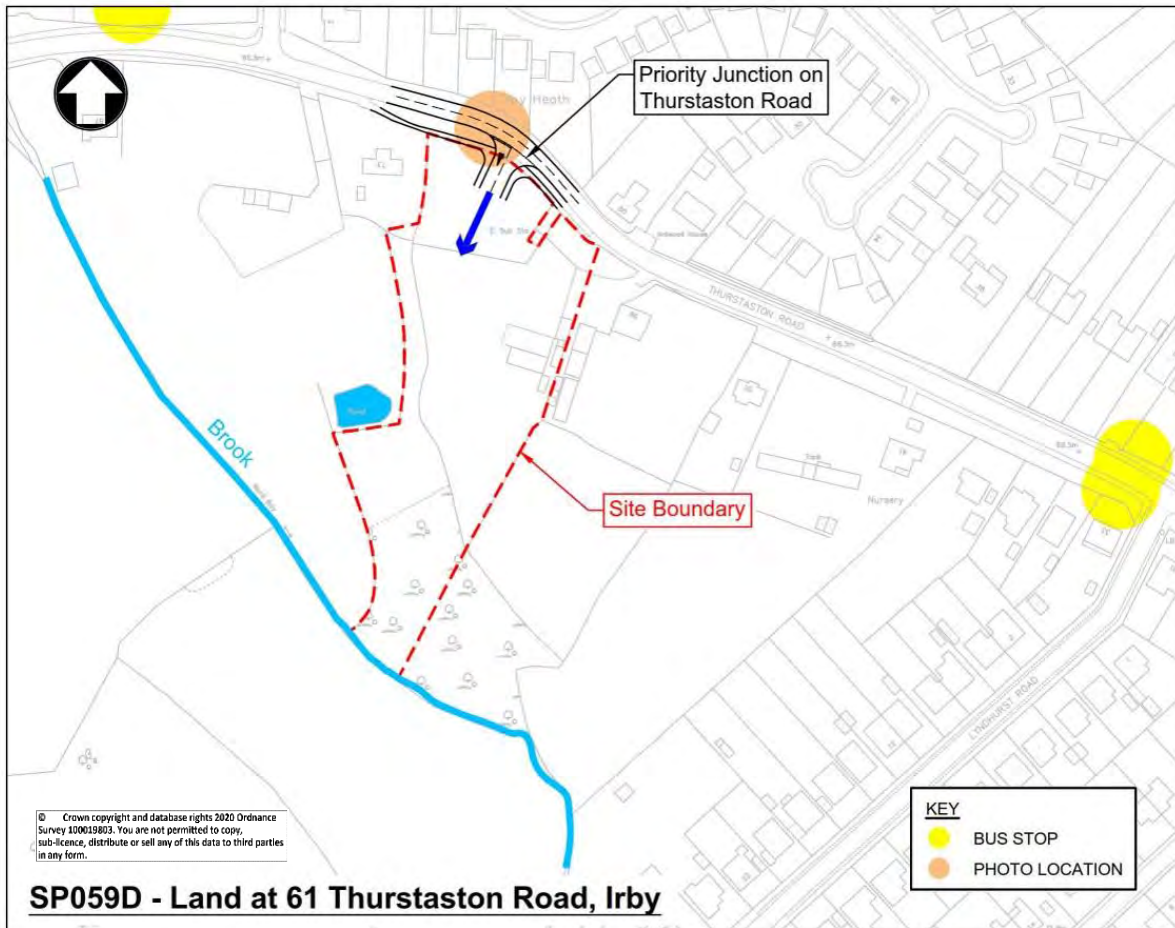 Priority Junction on
Thurstaston Road
THURSTASTON ROAD
Pond
Brook
Site Boundary
Nursery
LYNDHURST ROAD
© Crown copyright and database rights 2020 Ordnance
Survey 100019803. You are not permitted to copy,
sub-licence, distribute or sell any of this data to third parties
in any form.
KEY
BUS STOP
PHOTO LOCATION
SP059D - Land at 61 Thurstaston Road, Irby